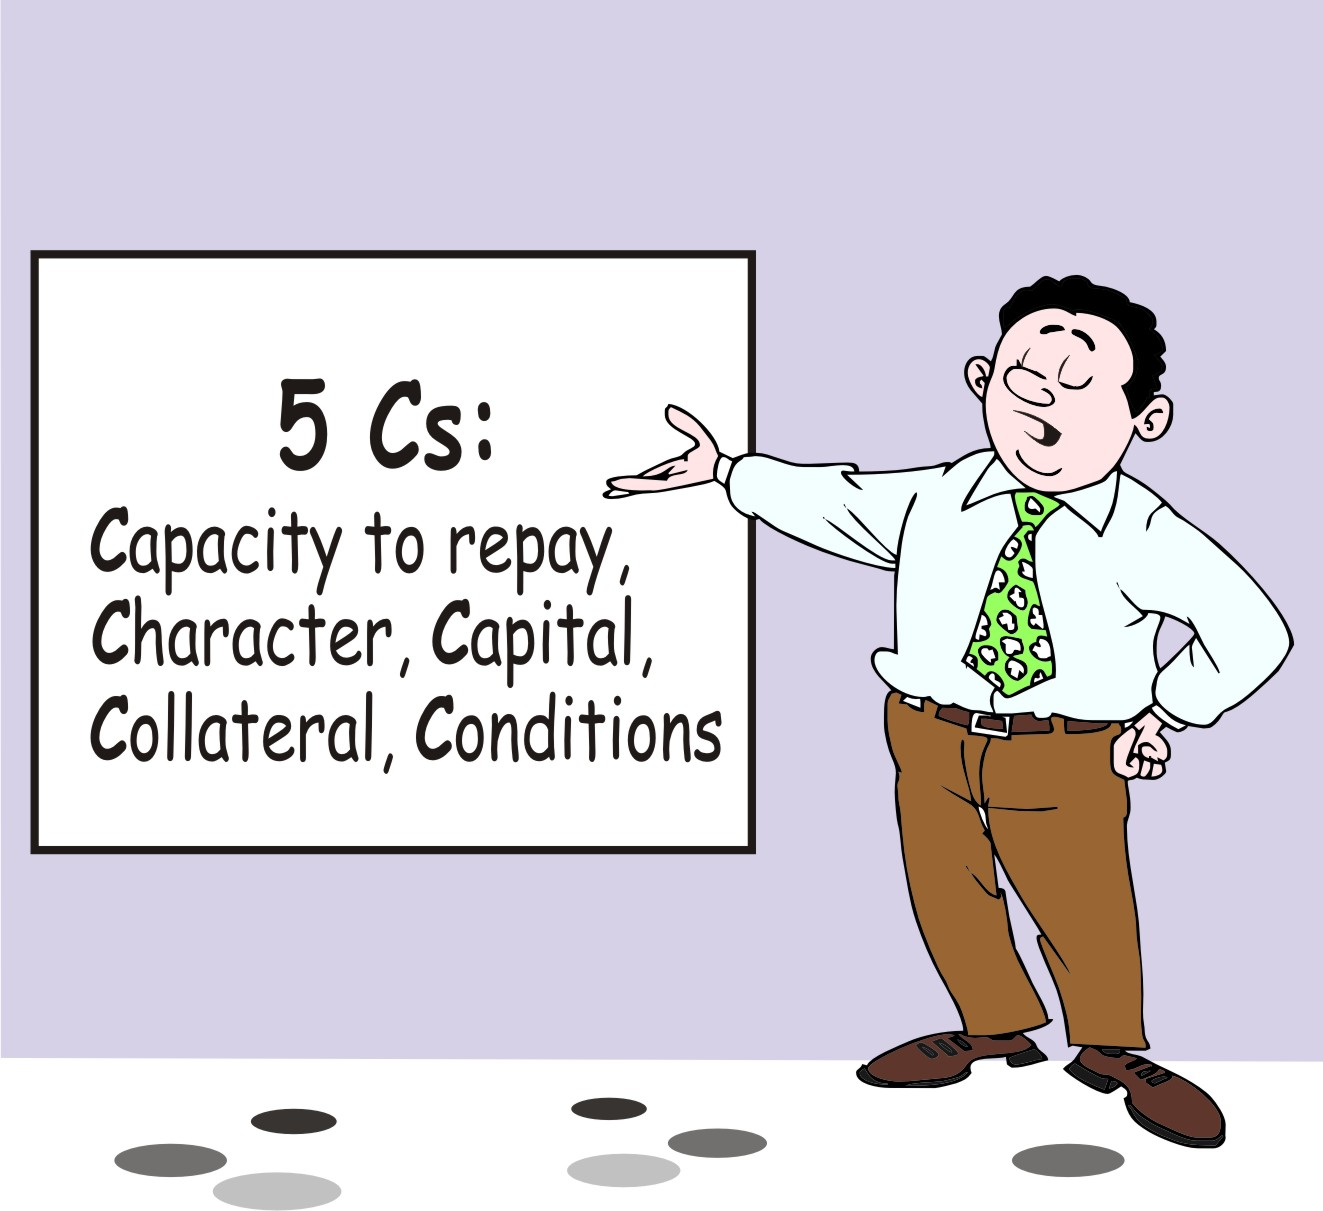 5 Cs:
Capacity to repay,
Character, Capital,
Collateral, Conditions